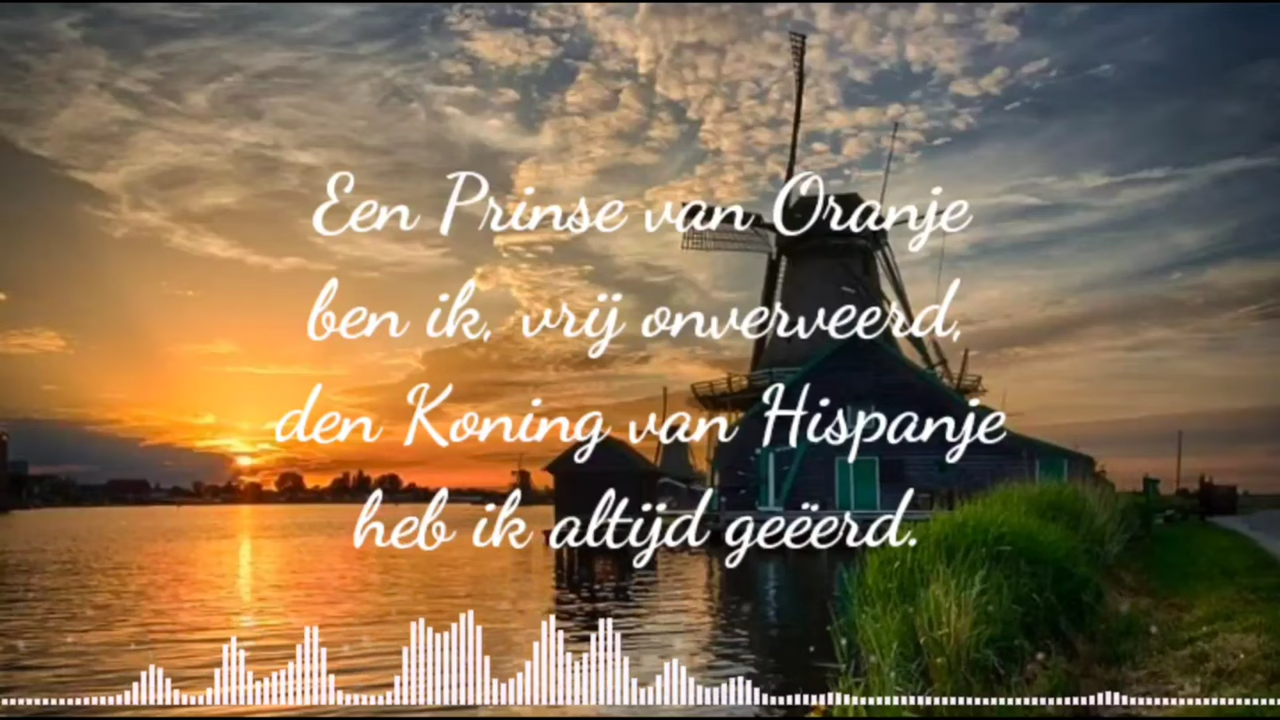 Een Prinse van Oranje
ben ik, vrij onverveerd,
den Koning van Hispanje
heb ik altijd geëerd.